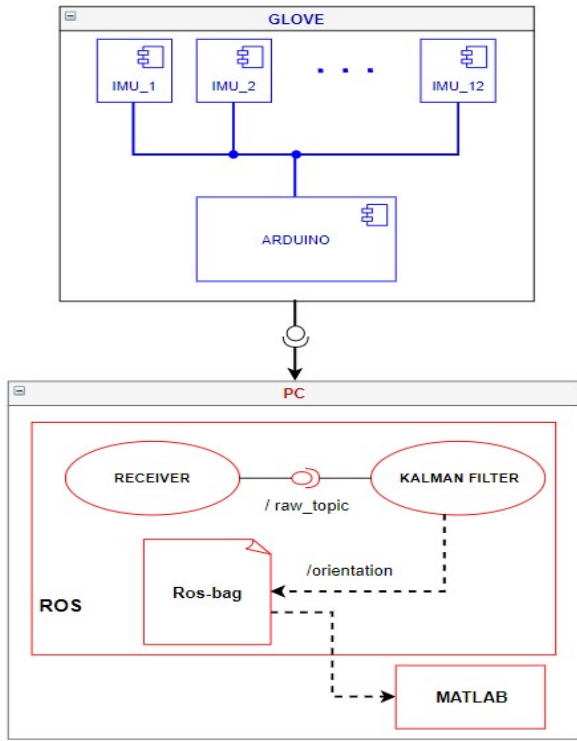 GLOVE
IMU_1
IMU_2
IMU_12
ARDUINO
PC
RECEIVER
KALMAN FILTER
/ raw_topic
/orientation
Ros-bag
ROS
MATLAB